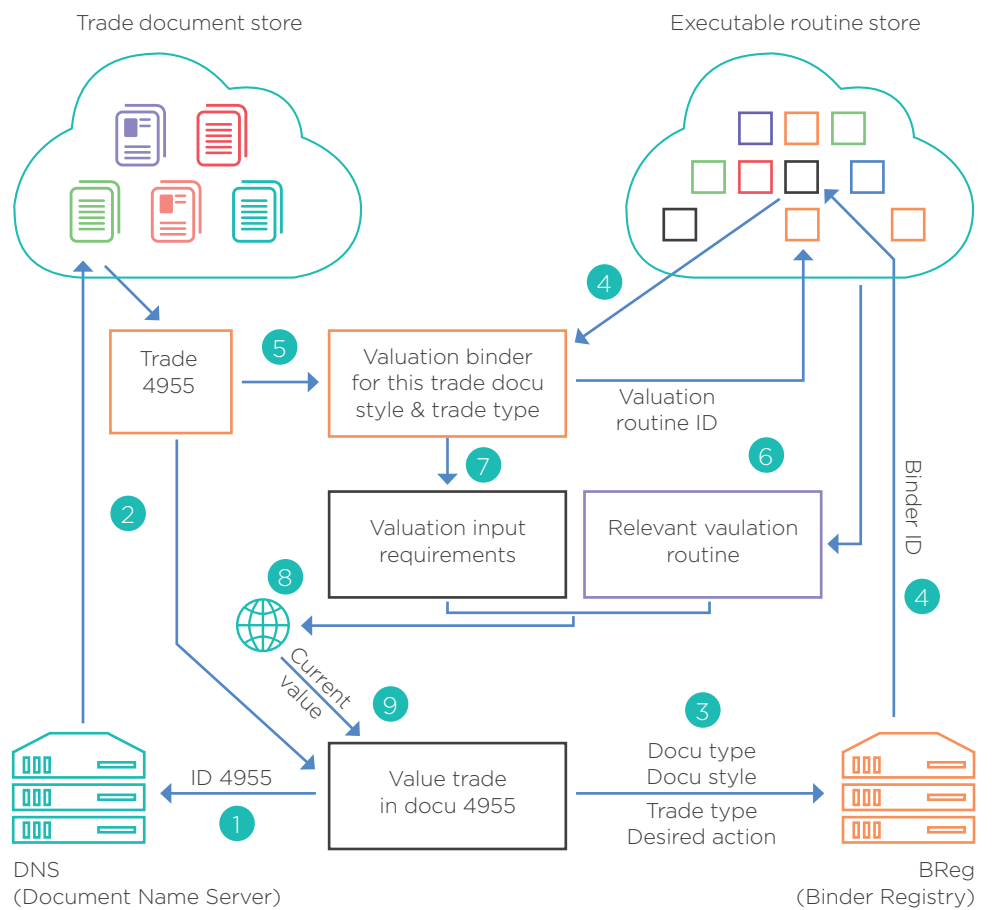 Trade document store
Executable routine store
4
5
Trade
4955
Valuation binder
for this trade docu
style & trade type
Valuation
routine ID
2
7
6
Binder ID
Valuation input
requirements
Relevant vaulation
routine
8
4
Current
value
9
3
Docu type
Docu style
ID 4955
Value trade
in docu 4955
Trade type
Desired action
1
DNS
(Document Name Server)
BReg
(Binder Registry)